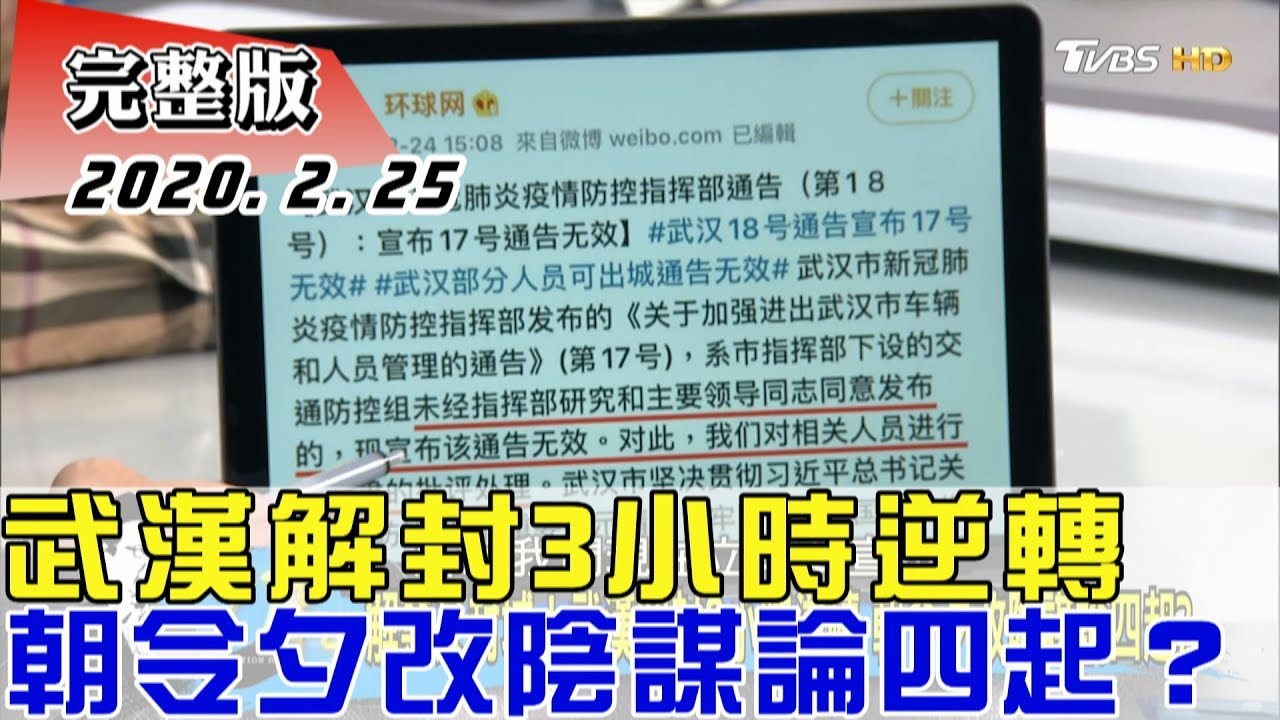 完整版
TVBS HD
2020.2.25
环球网
＋關注
-24 15:08 來自微博 weibo.com 已編輯
肺炎疫情防控指挥部通告（第18
号）：宣布17号通告无效】#武汉18号通告宣布17号
无效# #武汉部分人员可出城通告无效# 武汉市新冠肺
炎疫情防控指挥部发布的《关于加强进出武汉市车辆
和人员管理的通告》(第17号)，系市指挥部下设的交
通防控组未经指挥部研究和主要领导同志同意发布
的，现宣布该通告无效。对此，我们对相关人员进行
的批评处理。武汉市坚决贯彻习近平总书记关
武漢解封3小時逆轉
朝令夕改陰謀論四起？